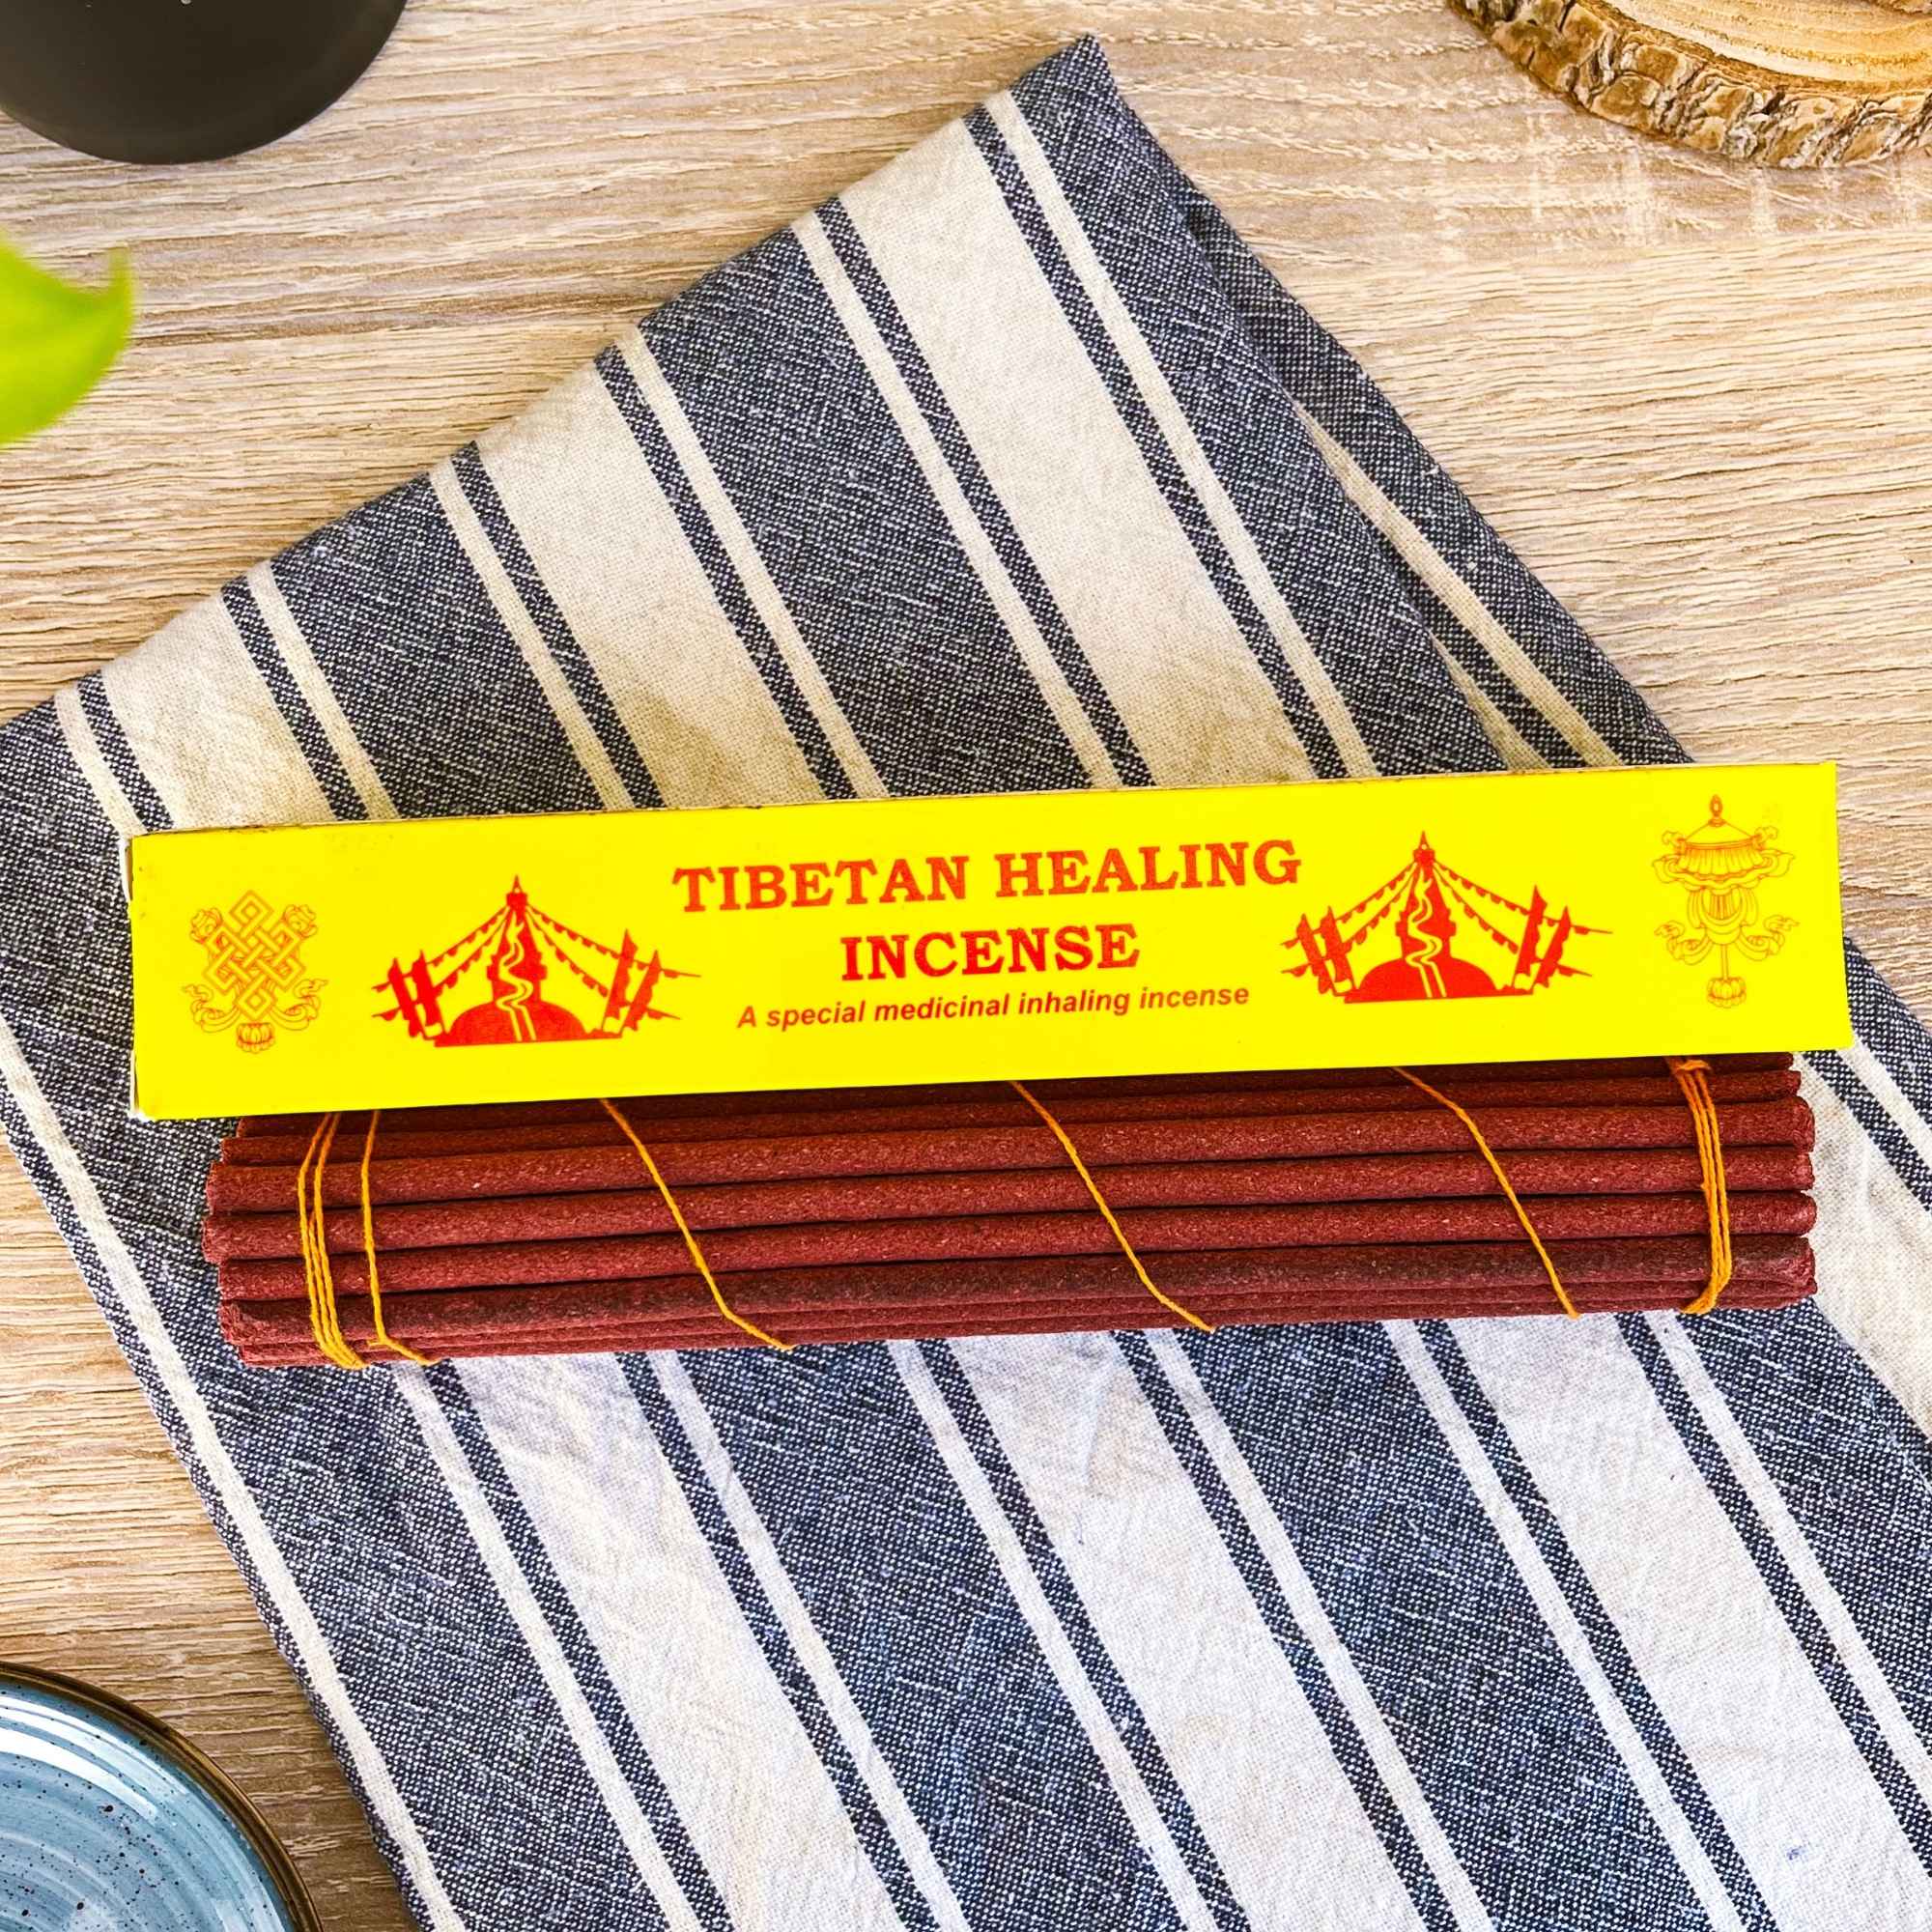 TIBETAN HEALING
INCENSE
A special medicinal inhaling incense